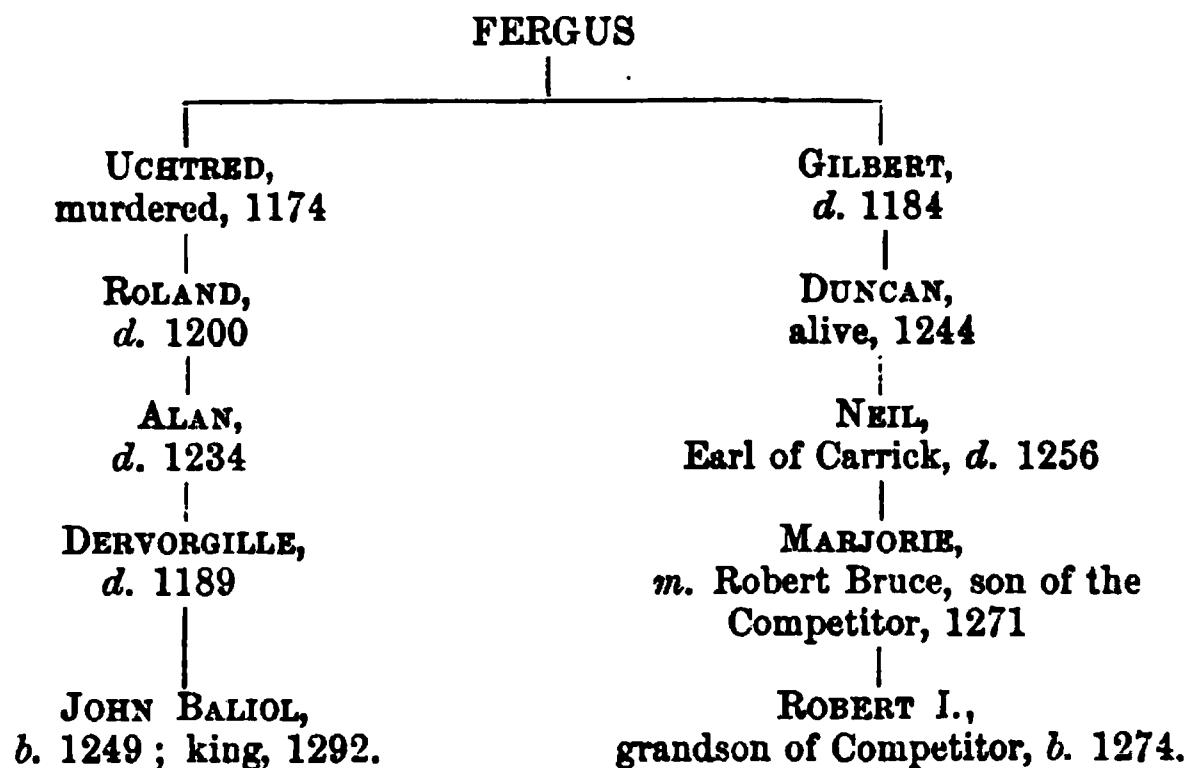 FERGUS
UCHTRED,
murdered, 1174
GILBERT,
d. 1184
ROLAND,
d. 1200
DUNCAN,
alive, 1244
ALAN,
d. 1234
NEIL,
Earl of Carrick, d. 1256
DERVORGILLE,
d. 1189
MARJORIE,
m. Robert Bruce, son of the
Competitor, 1271
JOHN BALIOL,
b. 1249 ; king, 1292.
ROBERT I.,
grandson of Competitor, b. 1274.